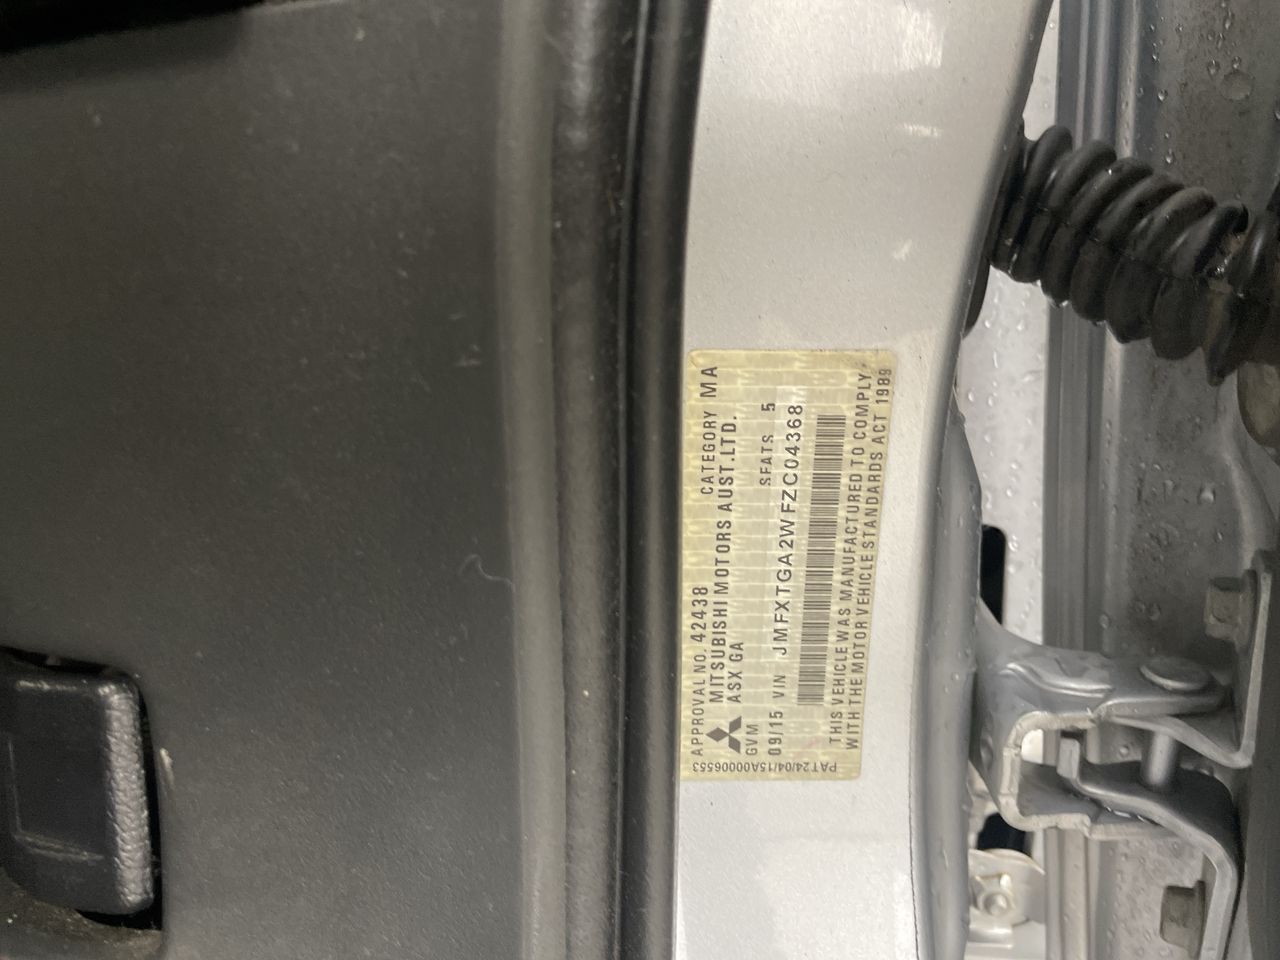 APPROVAL NO. 42438 CATEGORY MA
MITSUBISHI MOTORS AUST.LTD.
ASX GA
GVM SEATS 5
09/15 VIN JMFXTGA2WFZC04368
THIS VEHICLE WAS MANUFACTURED TO COMPLY
WITH THE MOTOR VEHICLE STANDARDS ACT 1989
PAT24/04/15A00006553